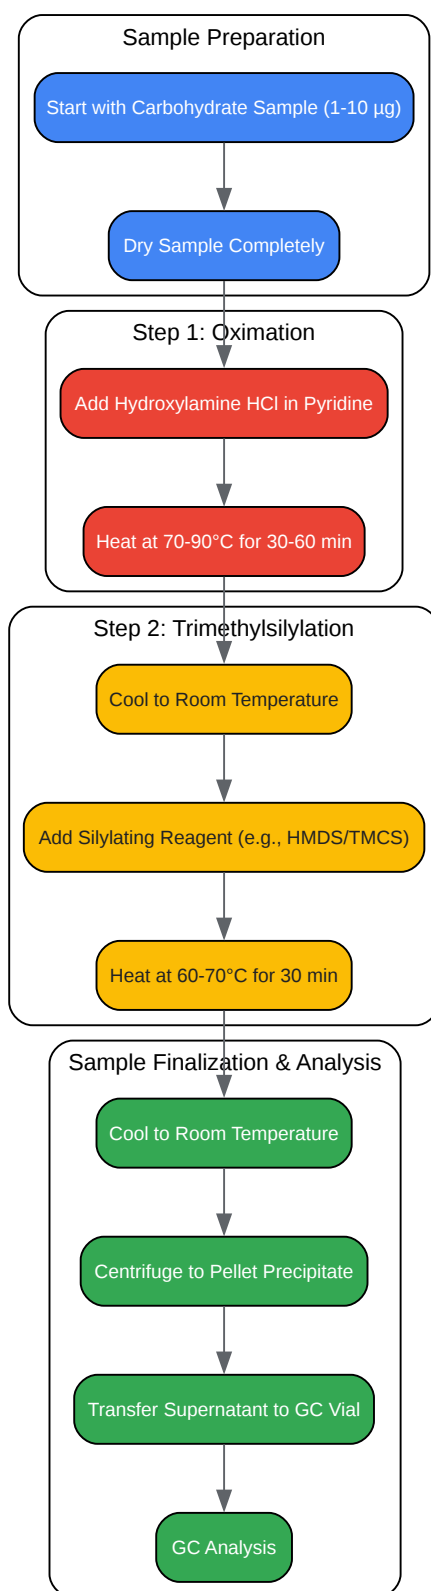 Sample Preparation
Start with Carbohydrate Sample (1-10 µg)
Dry Sample Completely
Step 1: Oximation
Add Hydroxylamine HCl in Pyridine
Heat at 70-90°C for 30-60 min
Step 2: Trimethylsilylation
Cool to Room Temperature
Add Silylating Reagent (e.g., HMDS/TMCS)
Heat at 60-70°C for 30 min
Sample Finalization & Analysis
Cool to Room Temperature
Centrifuge to Pellet Precipitate
Transfer Supernatant to GC Vial
GC Analysis